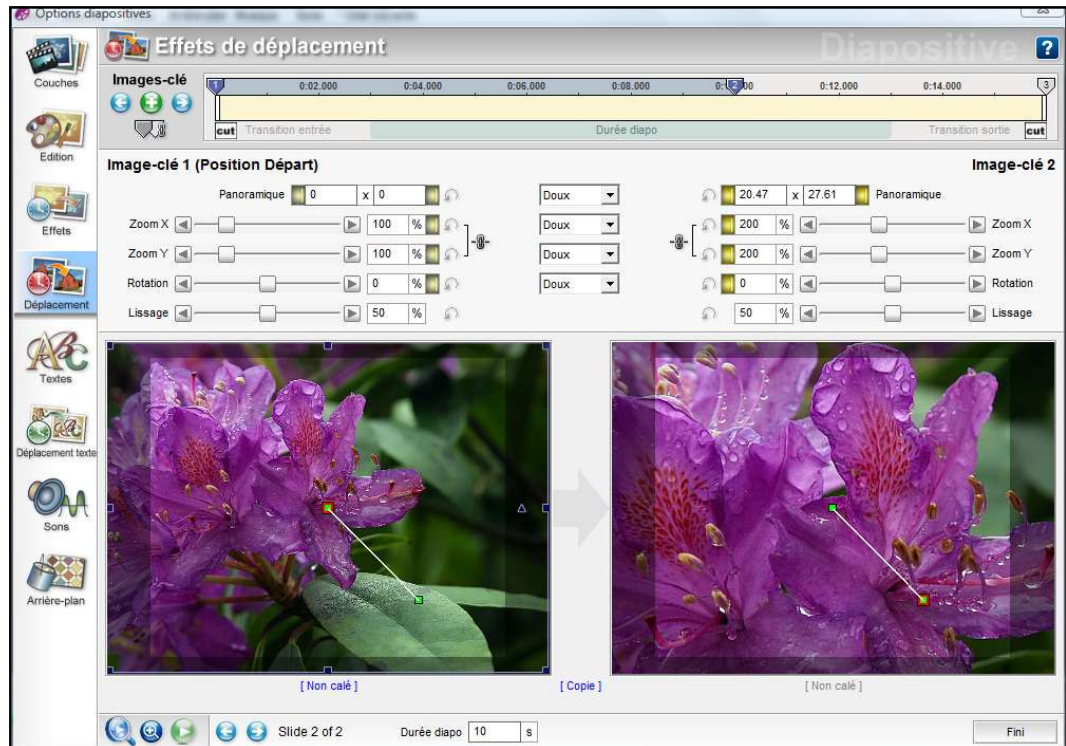 Options diapositives
Effets de déplacement
Diapositive
?
Couches
Edition
Effets
Déplacement
Textes
Déplacement texte
Sons
Arrière-plan
Images-clé
1 0:02.000 0:04.000 0:06.000 0:08.000 2 0:12.000 0:14.000 3
cut Transition entrée Durée diapo Transition sortie cut
Image-clé 1 (Position Départ) Image-clé 2
Panoramique 0 x 0 Doux 20.47 x 27.61 Panoramique
Zoom X 100 % Doux 200 % Zoom X
Zoom Y 100 % Doux 200 % Zoom Y
Rotation 0 % Doux 0 % Rotation
Lissage 50 % 50 % Lissage
[ Non calé ] [ Copie ] [ Non calé ]
Slide 2 of 2 Durée diapo 10 s Fini